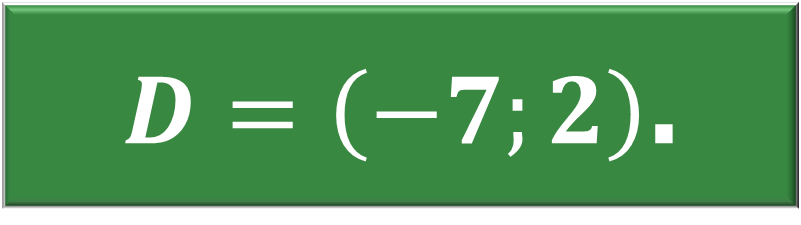 D = (−7; 2).